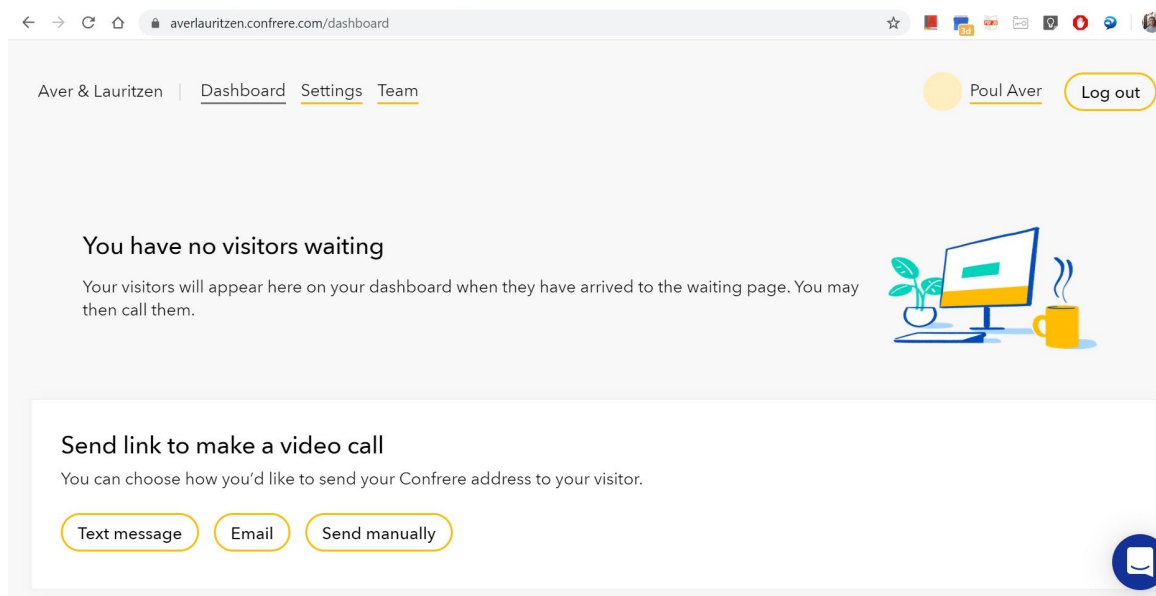 averlauritzen.confrere.com/dashboard
3d
Aver & Lauritzen | Dashboard Settings Team Poul Aver Log out
You have no visitors waiting
Your visitors will appear here on your dashboard when they have arrived to the waiting page. You may
then call them.
Send link to make a video call
You can choose how you’d like to send your Confrere address to your visitor.
Text message Email Send manually